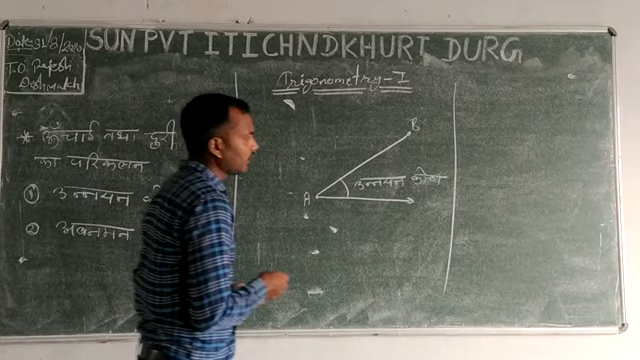 Date:-31/8/2020
SUN PVT ITI CHNDKHURI DURG
T.O Rakesh
Deshmukh
Trigonometry-I
* ऊँचाई तथा दुरी
का परिकलन
① उन्नयन
② अवनमन
B
उन्नयन कोण
A